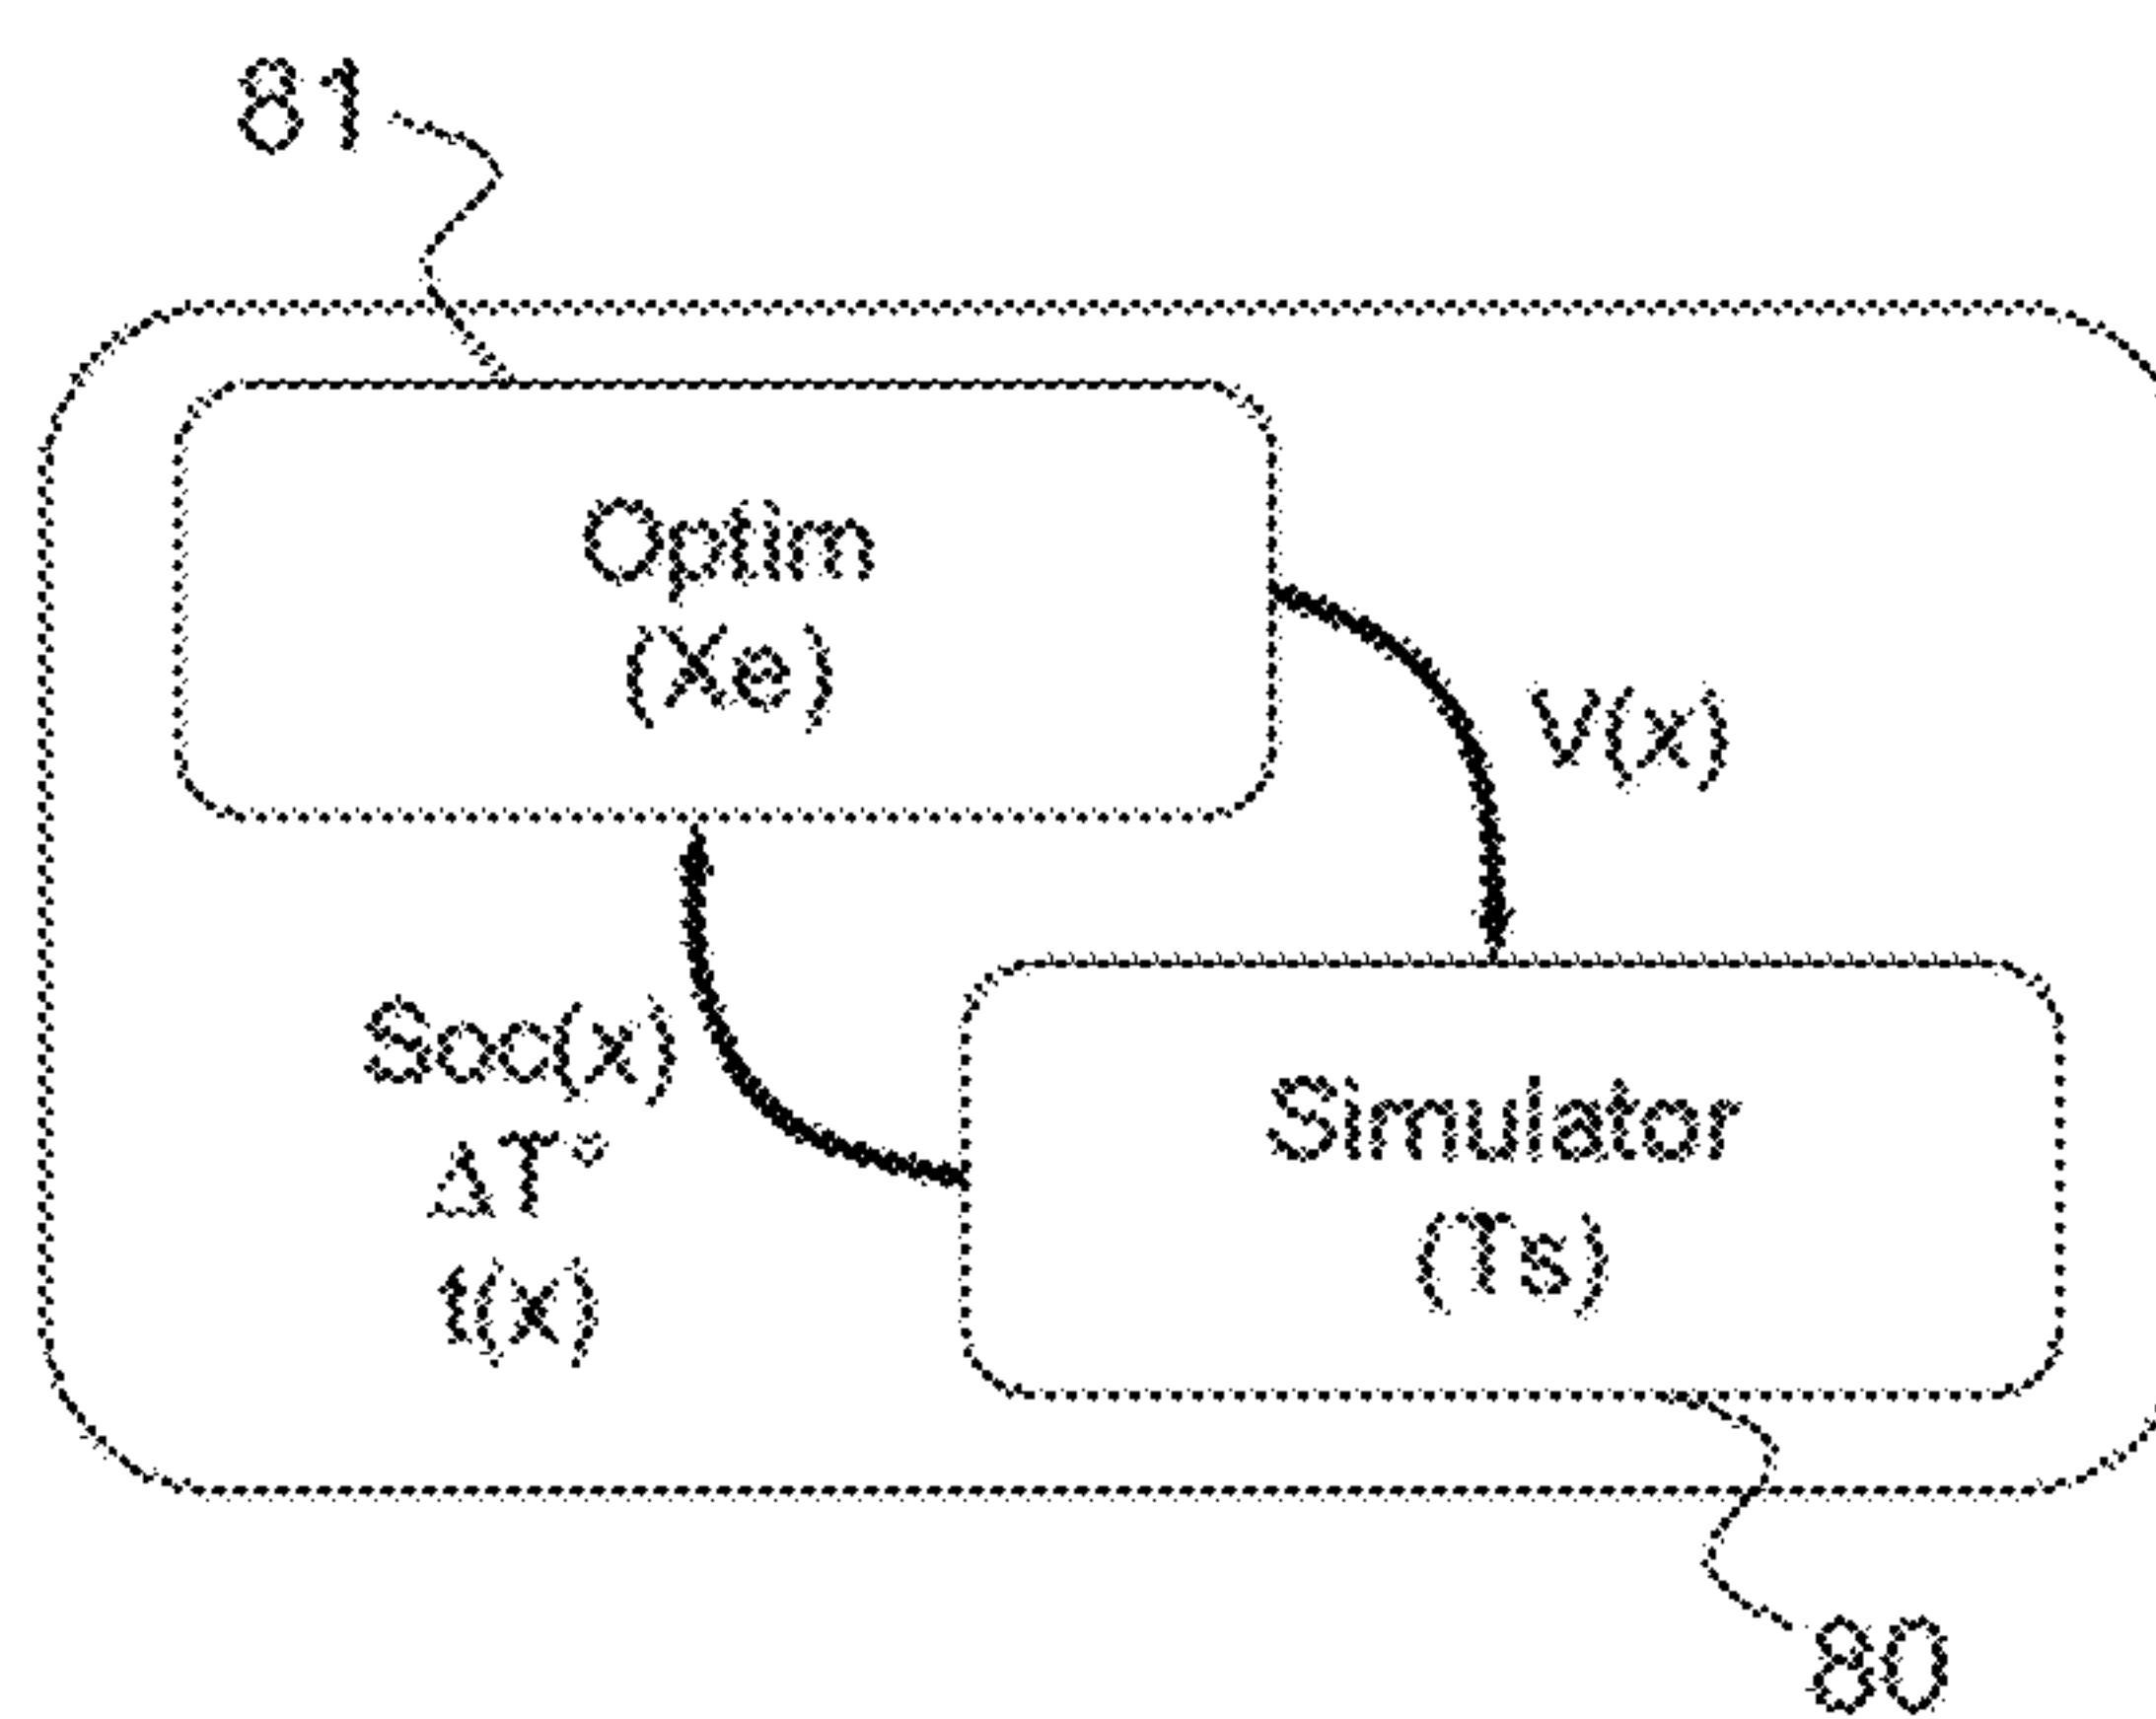 81
Optim
(Xe)
V(x)
Soc(x)
ΔT°
t(x)
Simulator
(Ts)
80